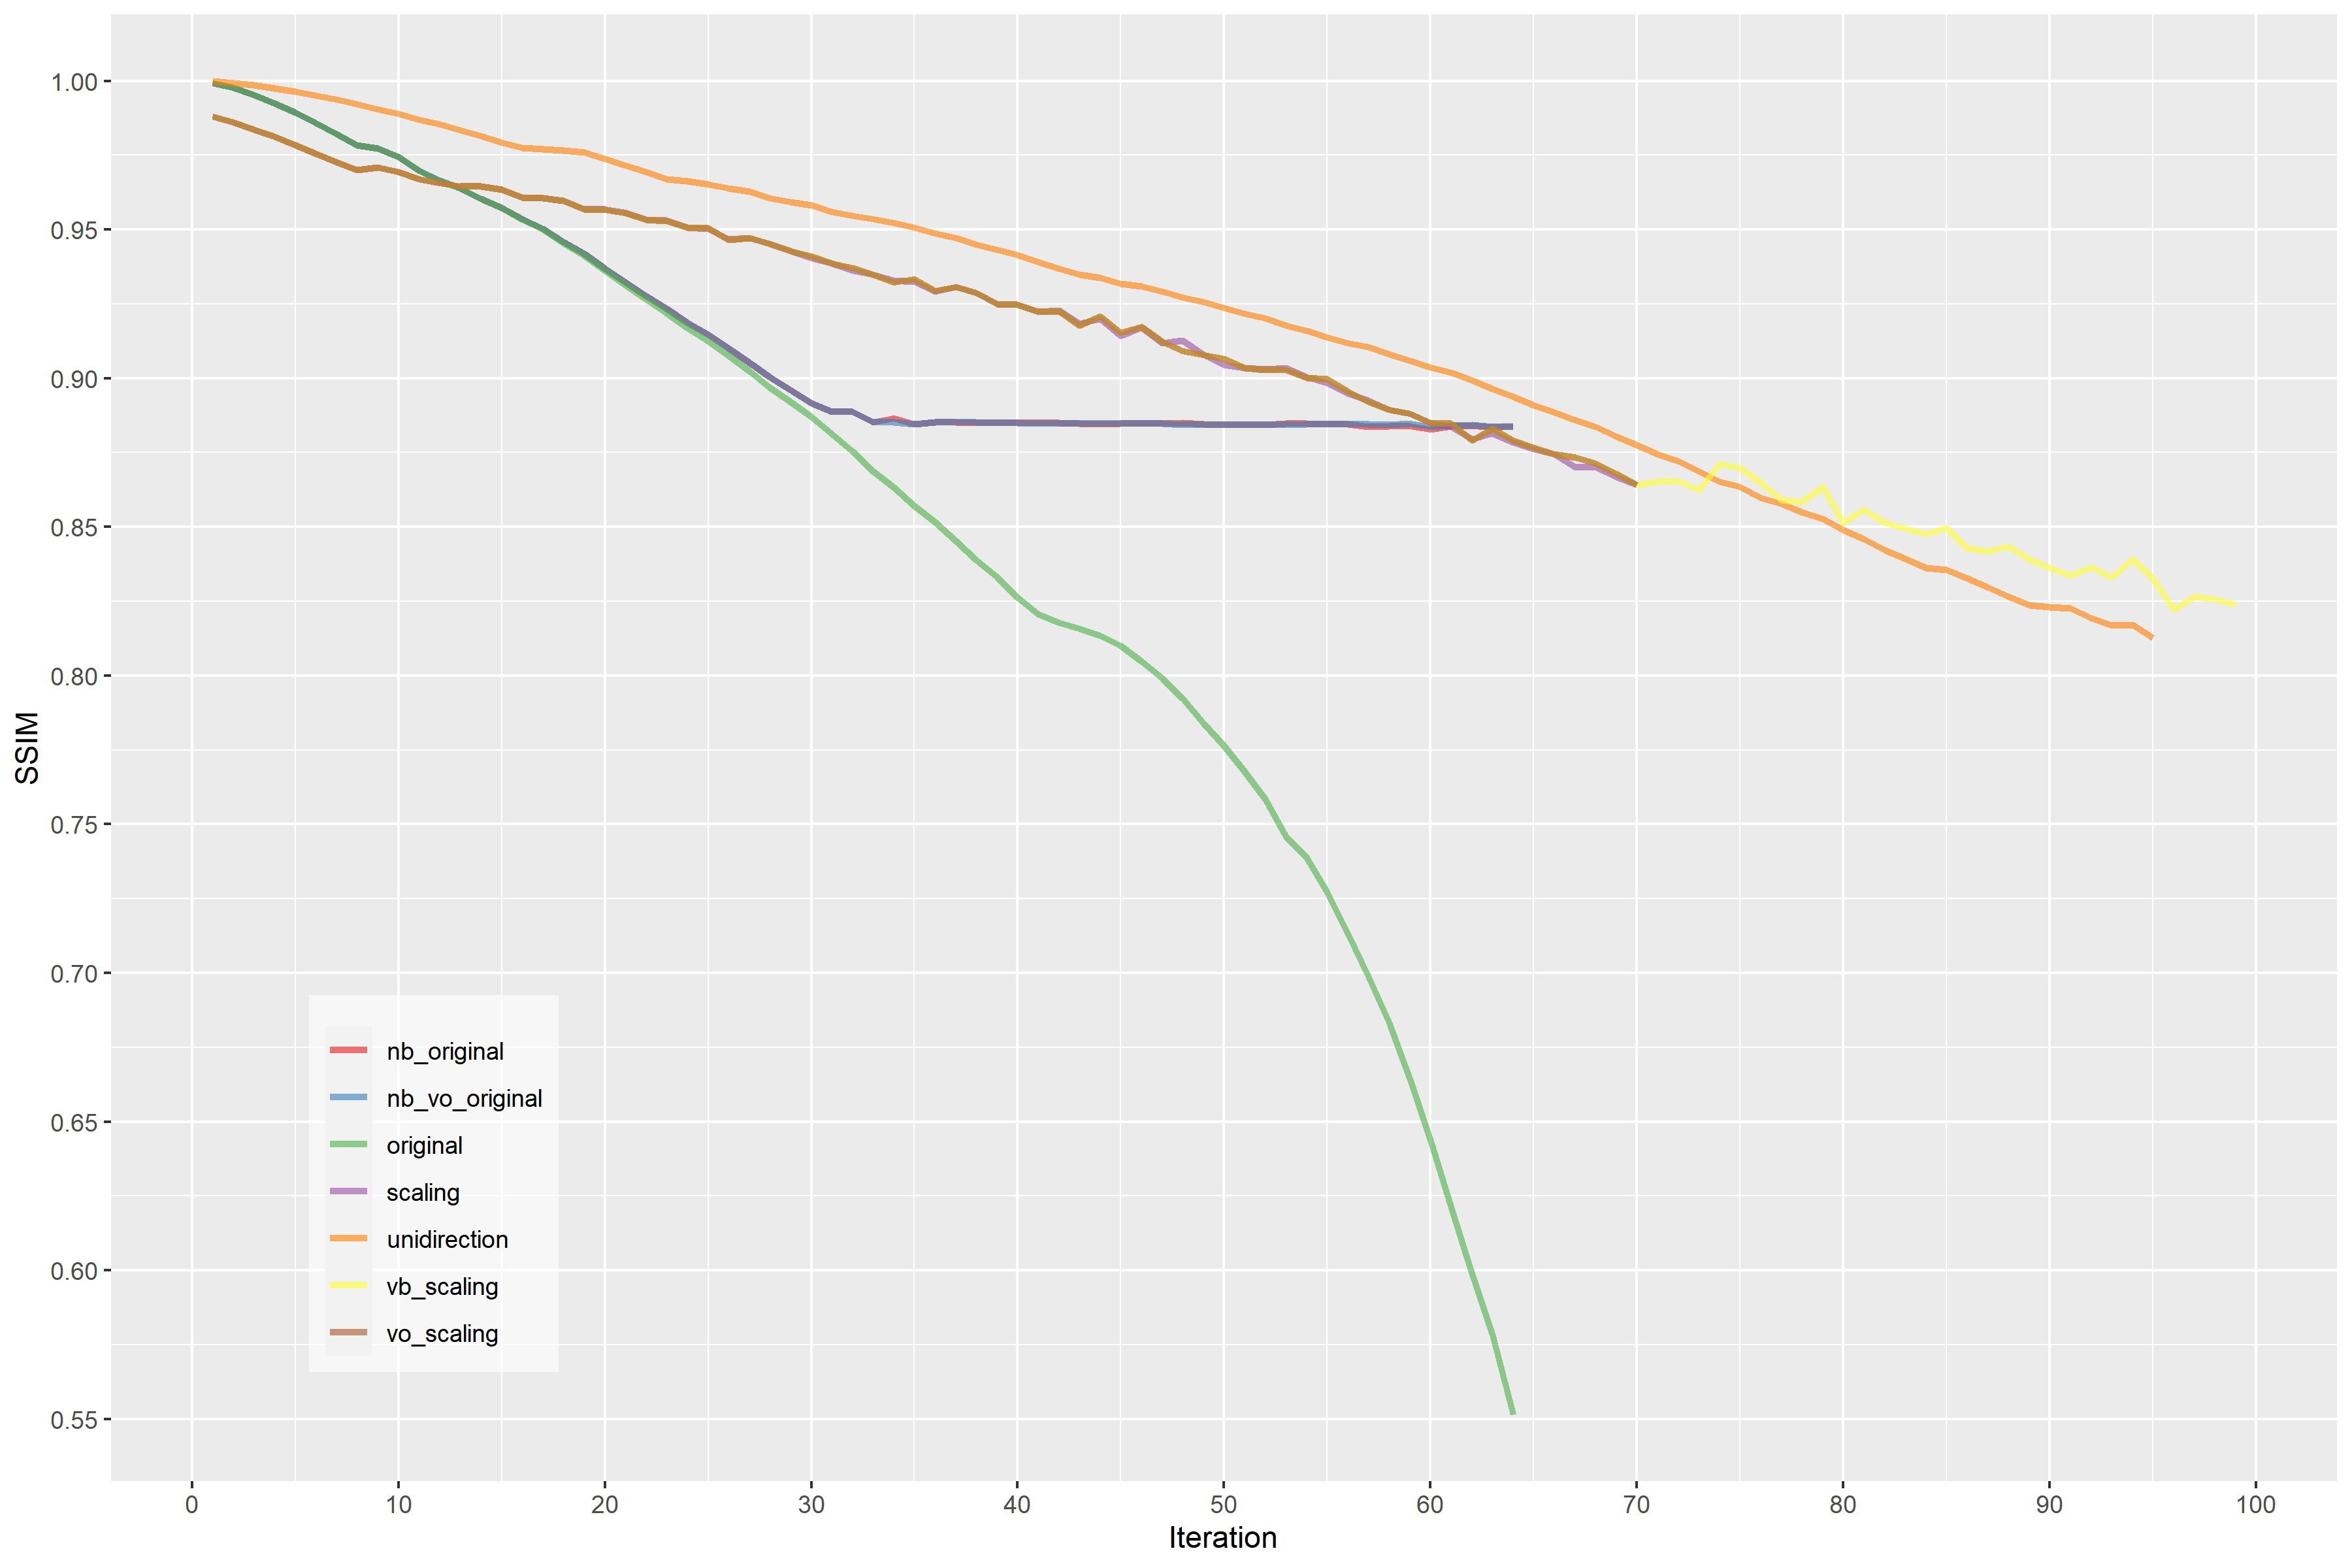 1.00
0.95
0.90
0.85
0.80
0.75
0.70
0.65
0.60
0.55
SSIM
nb_original
nb_vo_original
original
scaling
unidirection
vb_scaling
vo_scaling
0 10 20 30 40 50 60 70 80 90 100
Iteration